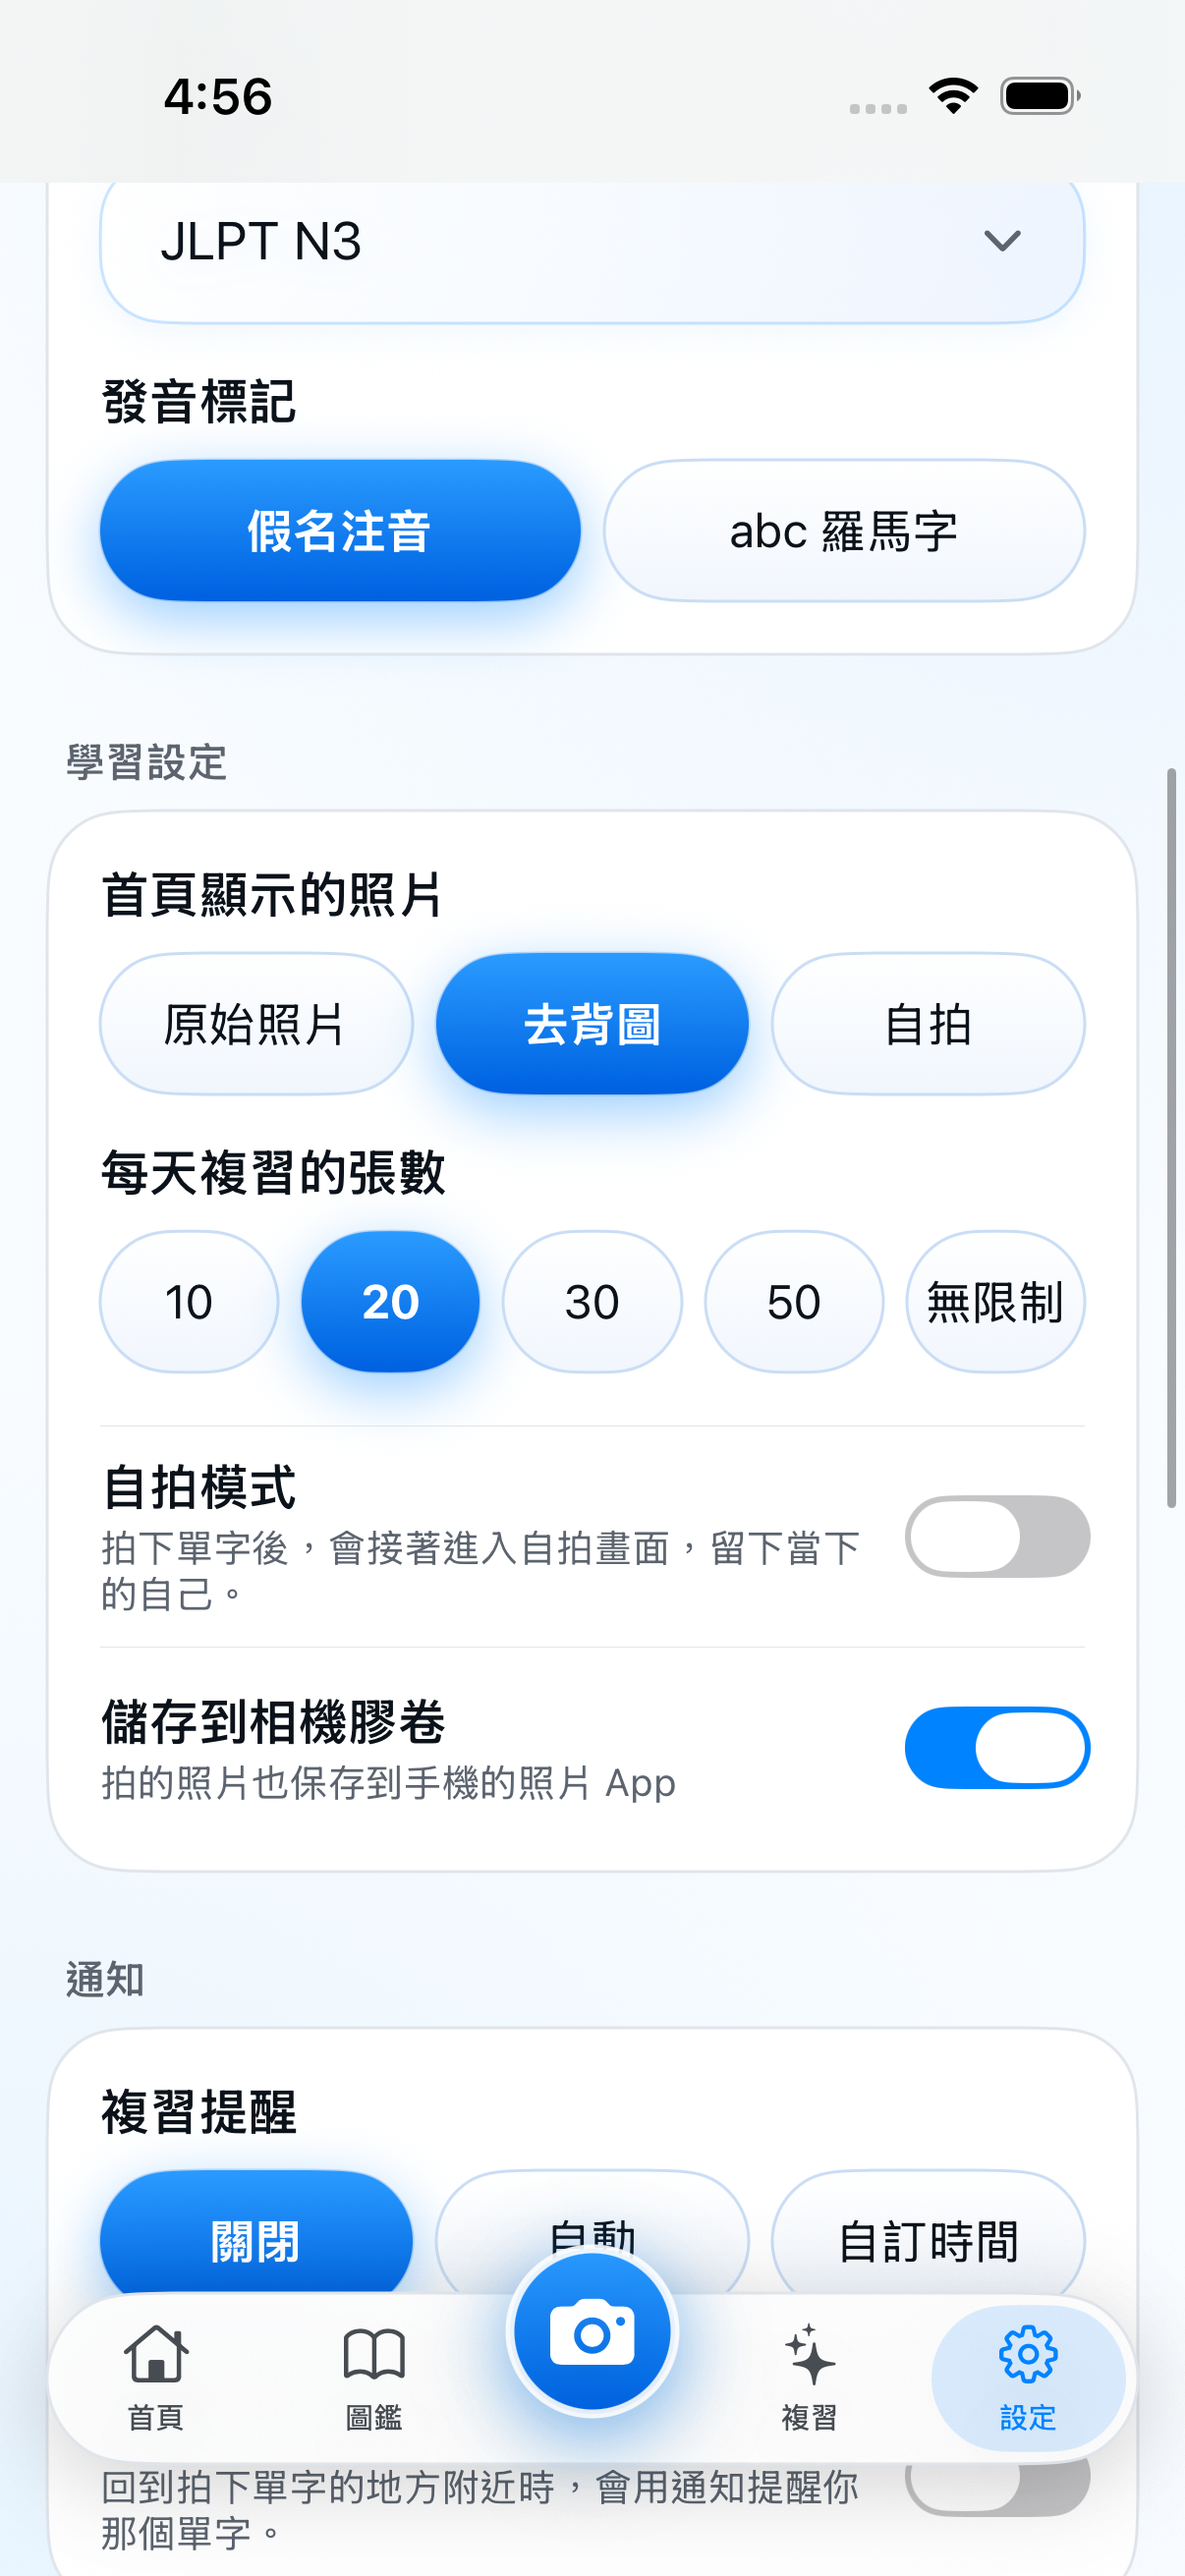 4:56
JLPT N3
發音標記
假名注音
abc 羅馬字
學習設定
首頁顯示的照片
原始照片
去背圖
自拍
每天複習的張數
10
20
30
50
無限制
自拍模式
拍下單字後，會接著進入自拍畫面，留下當下
的自己。
儲存到相機膠卷
拍的照片也保存到手機的照片 App
通知
複習提醒
關閉
自動
自訂時間
首頁
圖鑑
複習
設定
回到拍下單字的地方附近時，會用通知提醒你
那個單字。